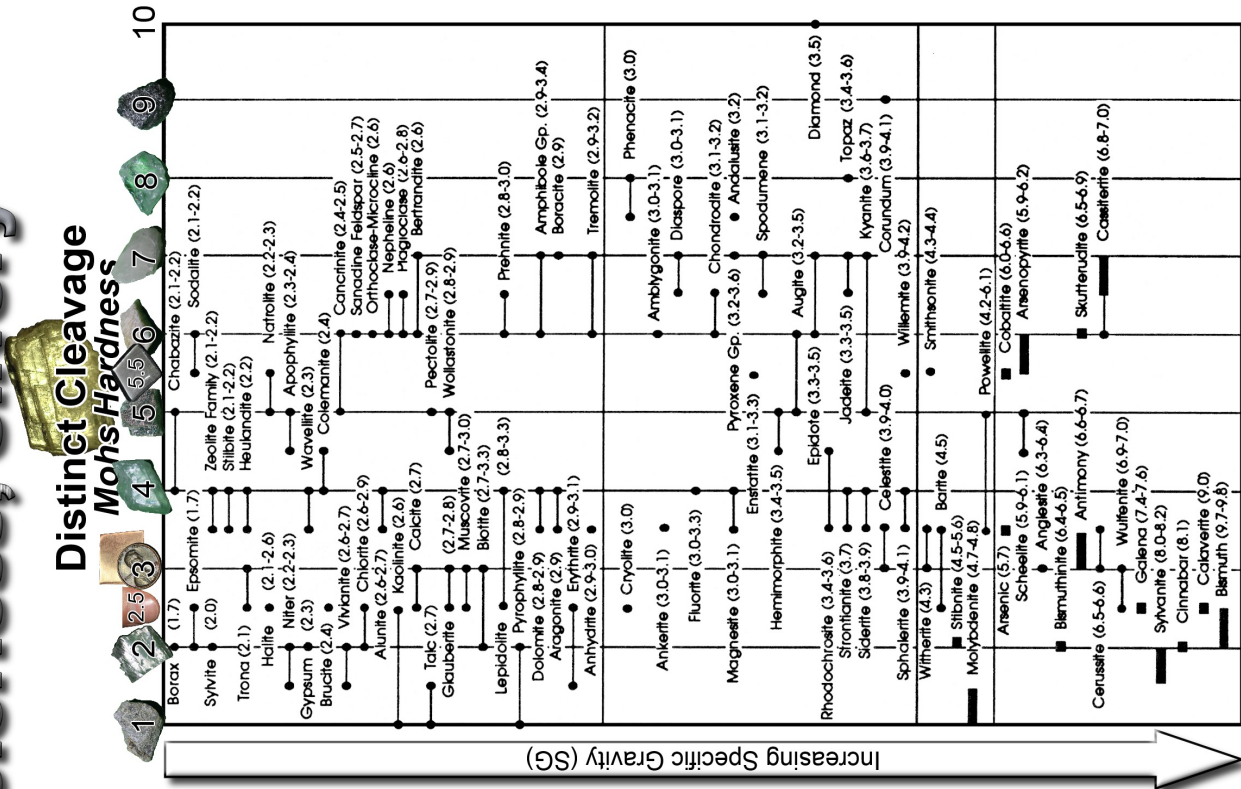 Distinct Cleavage
Mohs Hardness
1
2
2.5
3
4
5
5.5
6
7
8
9
10
Increasing Specific Gravity (SG)
Borax (1.7)
Chabazite (2.1-2.2)
Epsomite (1.7)
Sodalite (2.1-2.2)
Sylvite (2.0)
Zeolite Family (2.1-2.2)
Stilbite (2.1-2.2)
Trona (2.1)
Heulandite (2.2)
Halite (2.1-2.6)
Natrolite (2.2-2.3)
Niter (2.2-2.3)
Apophyllite (2.3-2.4)
Gypsum (2.3)
Wavellite (2.3)
Brucite (2.4)
Colemanite (2.4)
Vivianite (2.6-2.7)
Cancrinite (2.4-2.5)
Chlorite (2.6-2.9)
Sanadine Feldspar (2.5-2.7)
Orthoclase-Microcline (2.6)
Alunite (2.6-2.7)
Nepheline (2.6)
Kaolinite (2.6)
Plagioclase (2.6-2.8)
Calcite (2.7)
Bertrandite (2.6)
Talc (2.7)
Pectolite (2.7-2.9)
Glauberite (2.7-2.8)
Wollastonite (2.8-2.9)
Muscovite (2.7-3.0)
Biotite (2.7-3.3)
Lepidolite (2.8-3.3)
Prehnite (2.8-3.0)
Pyrophyllite (2.8-2.9)
Dolomite (2.8-2.9)
Amphibole Gp. (2.9-3.4)
Aragonite (2.9)
Boracite (2.9)
Erythrite (2.9-3.1)
Anhydrite (2.9-3.0)
Tremolite (2.9-3.2)
Cryolite (3.0)
Phenacite (3.0)
Ankerite (3.0-3.1)
Amblygonite (3.0-3.1)
Diaspore (3.0-3.1)
Fluorite (3.0-3.3)
Chondrodite (3.1-3.2)
Magnesite (3.0-3.1)
Pyroxene Gp. (3.2-3.6)
Andalusite (3.2)
Enstatite (3.1-3.3)
Spodumene (3.1-3.2)
Hemimorphite (3.4-3.5)
Augite (3.2-3.5)
Epidote (3.3-3.5)
Diamond (3.5)
Rhodochrosite (3.4-3.6)
Strontianite (3.7)
Jadeite (3.3-3.5)
Topaz (3.4-3.6)
Siderite (3.8-3.9)
Kyanite (3.6-3.7)
Celestite (3.9-4.0)
Corundum (3.9-4.1)
Sphalerite (3.9-4.1)
Willemite (3.9-4.2)
Witherite (4.3)
Smithsonite (4.3-4.4)
Barite (4.5)
Stibnite (4.5-5.6)
Molybdenite (4.7-4.8)
Powellite (4.2-6.1)
Arsenic (5.7)
Cobaltite (6.0-6.6)
Scheelite (5.9-6.1)
Arsenopyrite (5.9-6.2)
Anglesite (6.3-6.4)
Bismuthinite (6.4-6.5)
Antimony (6.6-6.7)
Skutterudite (6.5-6.9)
Cerussite (6.5-6.6)
Cassiterite (6.8-7.0)
Wulfenite (6.9-7.0)
Galena (7.4-7.6)
Sylvanite (8.0-8.2)
Cinnabar (8.1)
Calaverite (9.0)
Bismuth (9.7-9.8)